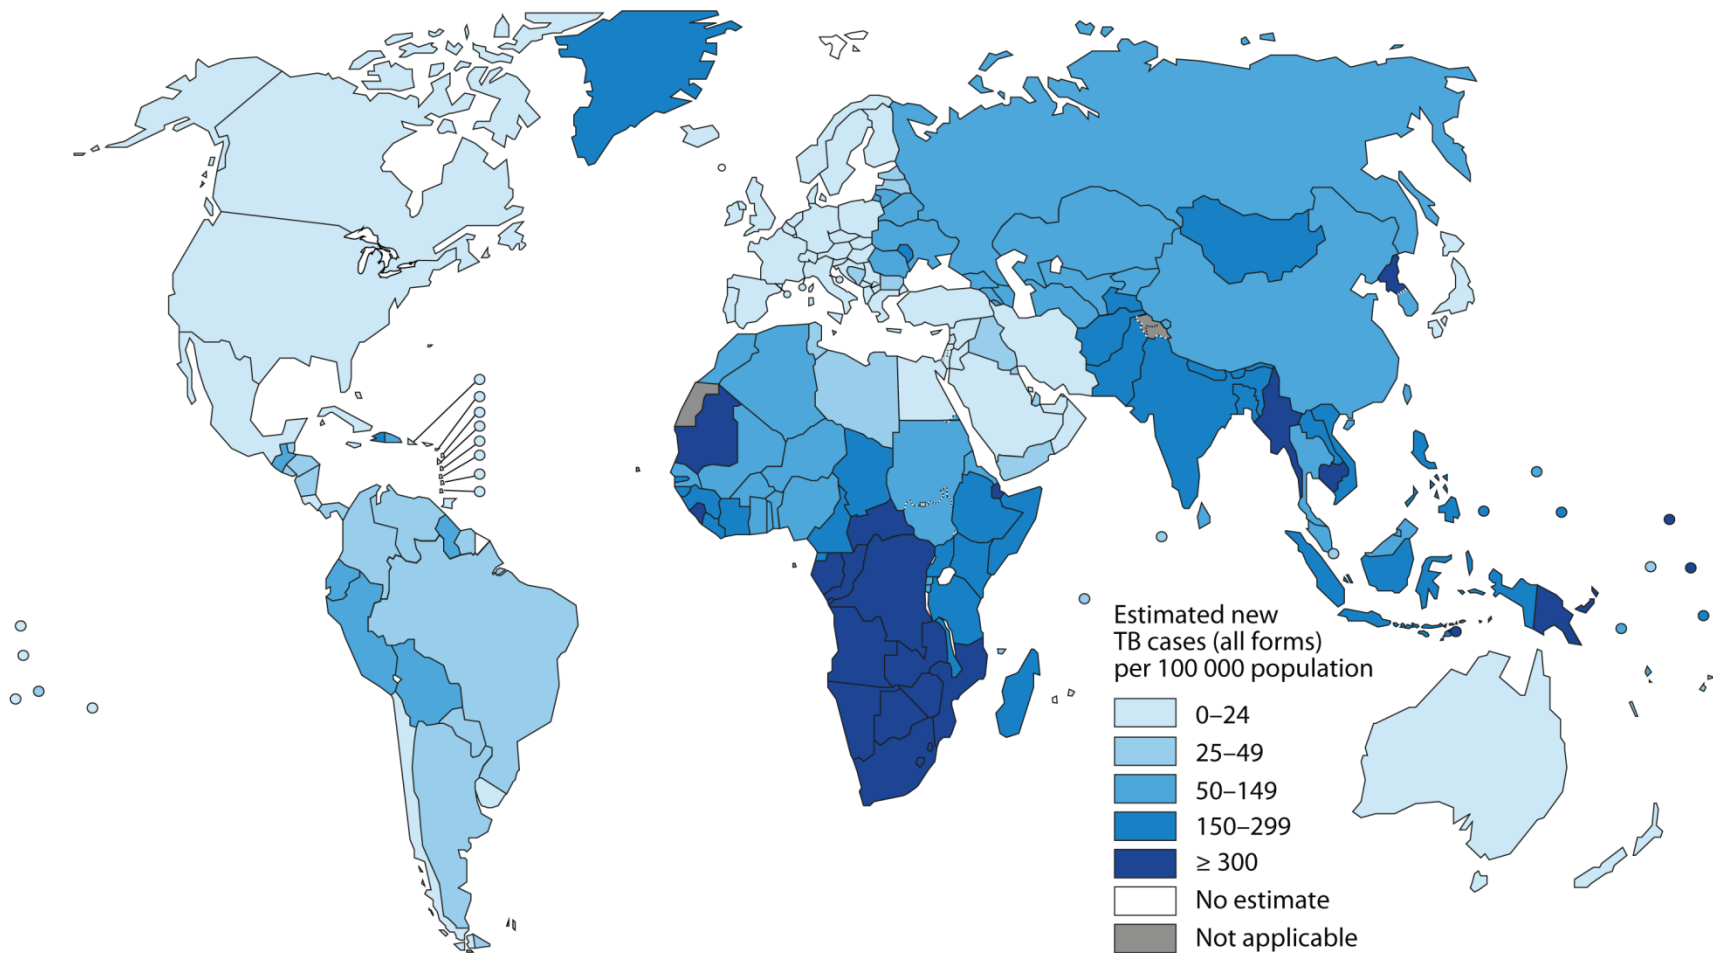 Estimated new
TB cases (all forms)
per 100 000 population
0–24
25–49
50–149
150–299
≥ 300
No estimate
Not applicable